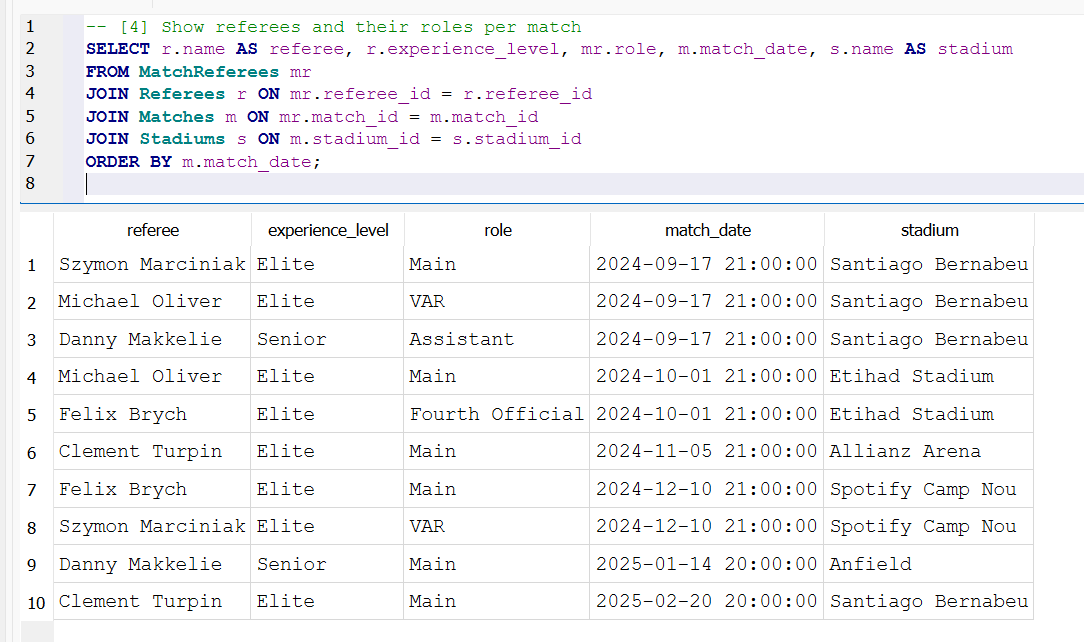 1 -- [4] Show referees and their roles per match
2 SELECT r.name AS referee, r.experience_level, mr.role, m.match_date, s.name AS stadium
3 FROM MatchReferees mr
4 JOIN Referees r ON mr.referee_id = r.referee_id
5 JOIN Matches m ON mr.match_id = m.match_id
6 JOIN Stadiums s ON m.stadium_id = s.stadium_id
7 ORDER BY m.match_date;
8
referee experience_level role match_date stadium
1 Szymon Marciniak Elite Main 2024-09-17 21:00:00 Santiago Bernabeu
2 Michael Oliver Elite VAR 2024-09-17 21:00:00 Santiago Bernabeu
3 Danny Makkelie Senior Assistant 2024-09-17 21:00:00 Santiago Bernabeu
4 Michael Oliver Elite Main 2024-10-01 21:00:00 Etihad Stadium
5 Felix Brych Elite Fourth Official 2024-10-01 21:00:00 Etihad Stadium
6 Clement Turpin Elite Main 2024-11-05 21:00:00 Allianz Arena
7 Felix Brych Elite Main 2024-12-10 21:00:00 Spotify Camp Nou
8 Szymon Marciniak Elite VAR 2024-12-10 21:00:00 Spotify Camp Nou
9 Danny Makkelie Senior Main 2025-01-14 20:00:00 Anfield
10 Clement Turpin Elite Main 2025-02-20 20:00:00 Santiago Bernabeu